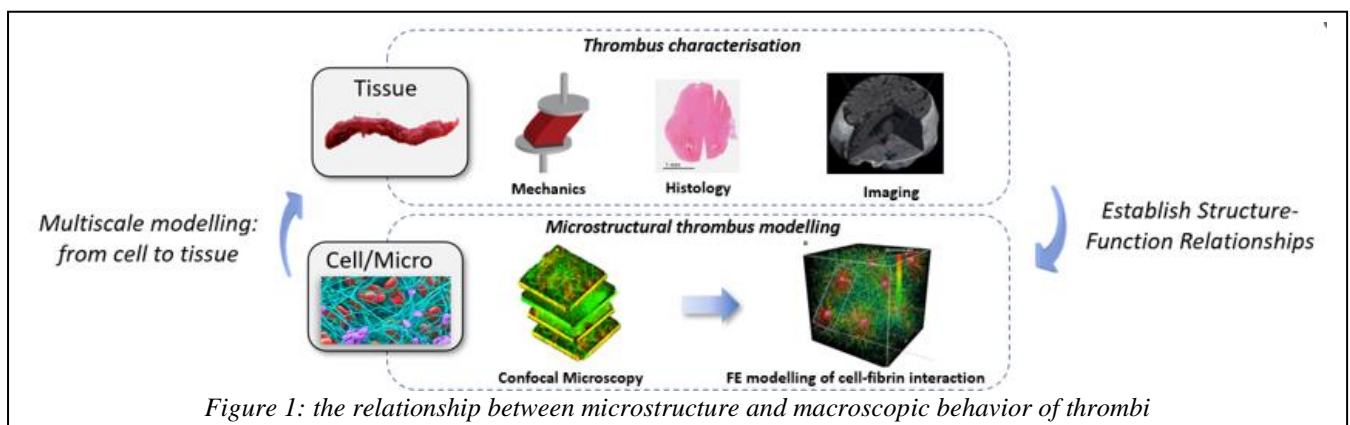 Thrombus characterisation
Tissue
Mechanics
Histology
Imaging
Multiscale modelling:
from cell to tissue
Establish Structure-
Function Relationships
Microstructural thrombus modelling
Cell/Micro
Confocal Microscopy
FE modelling of cell-fibrin interaction
Figure 1: the relationship between microstructure and macroscopic behavior of thrombi